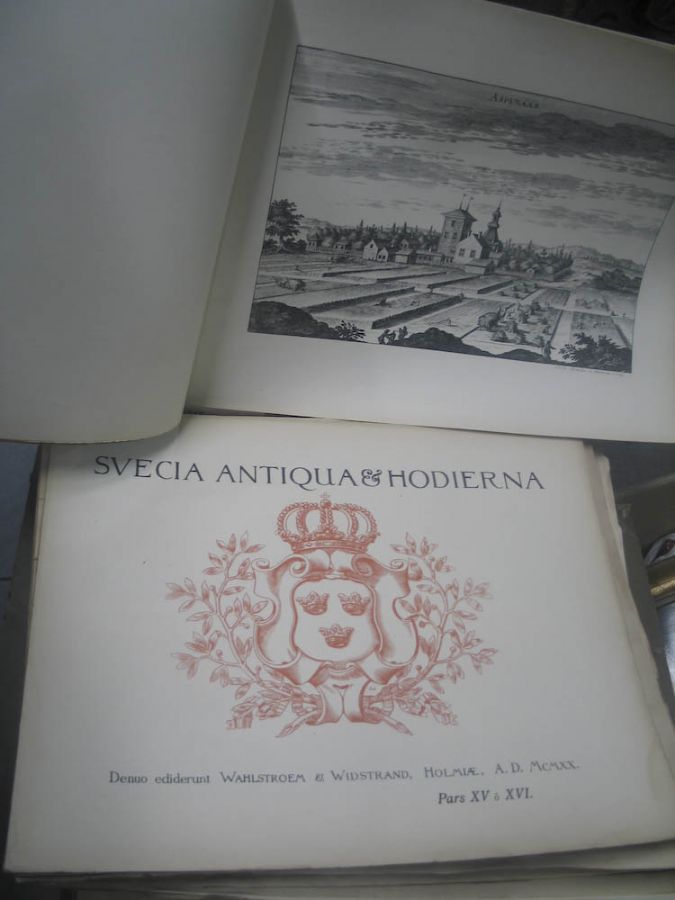 SVECIA ANTIQUA & HODIERNA
Denuo ediderunt WAHLSTROEM & WIDSTRAND, HOLMIÆ, A. D. MCMXX.
Pars XV ò XVI.